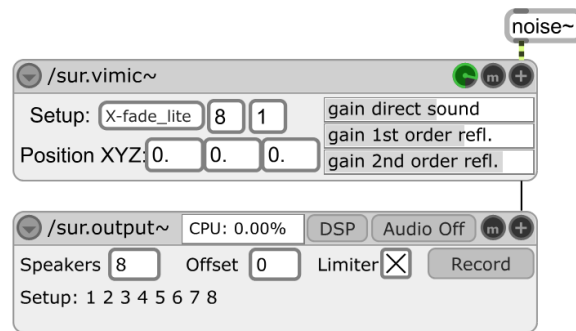 noise~
/sur.vimic~ m +
Setup: X-fade_lite 8 1
gain direct sound
gain 1st order refl.
Position XYZ: 0. 0. 0.
gain 2nd order refl.
/sur.output~ CPU: 0.00% DSP Audio Off m +
Speakers 8 Offset 0 Limiter Record
Setup: 1 2 3 4 5 6 7 8